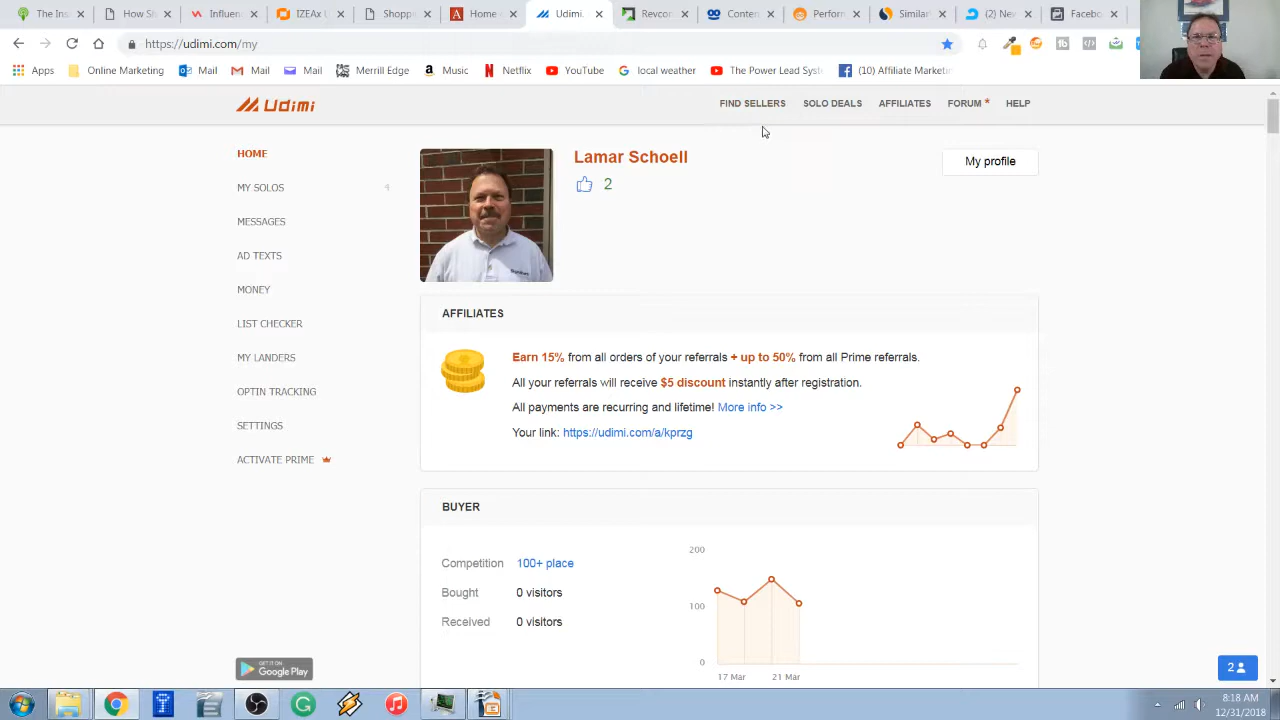 The Ins
How Sh
Influen
IZEAx U
Shoppe
Home
Udimi.
Revcon
Conten
Perform
Similar
(2) New
Faceboo
https://udimi.com/my
Apps
Online Marketing
Mail
Mail
Mail
Merrill Edge
Music
Netflix
YouTube
local weather
The Power Lead Syst
(10) Affiliate Marketin
Udimi
FIND SELLERS
SOLO DEALS
AFFILIATES
FORUM *
HELP
HOME
MY SOLOS 4
MESSAGES
AD TEXTS
MONEY
LIST CHECKER
MY LANDERS
OPTIN TRACKING
SETTINGS
ACTIVATE PRIME
Lamar Schoell
2
My profile
AFFILIATES
Earn 15% from all orders of your referrals + up to 50% from all Prime referrals.
All your referrals will receive $5 discount instantly after registration.
All payments are recurring and lifetime! More info >>
Your link: https://udimi.com/a/kprzg
BUYER
Competition 100+ place
Bought 0 visitors
Received 0 visitors
200
100
0
17 Mar
21 Mar
GET IT ON
Google Play
2
8:18 AM
12/31/2018